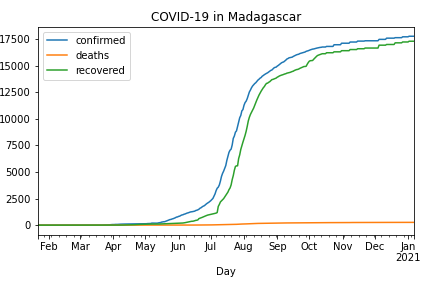 COVID-19 in Madagascar
confirmed
deaths
recovered
17500
15000
12500
10000
7500
5000
2500
0
Feb Mar Apr May Jun Jul Aug Sep Oct Nov Dec Jan
2021
Day